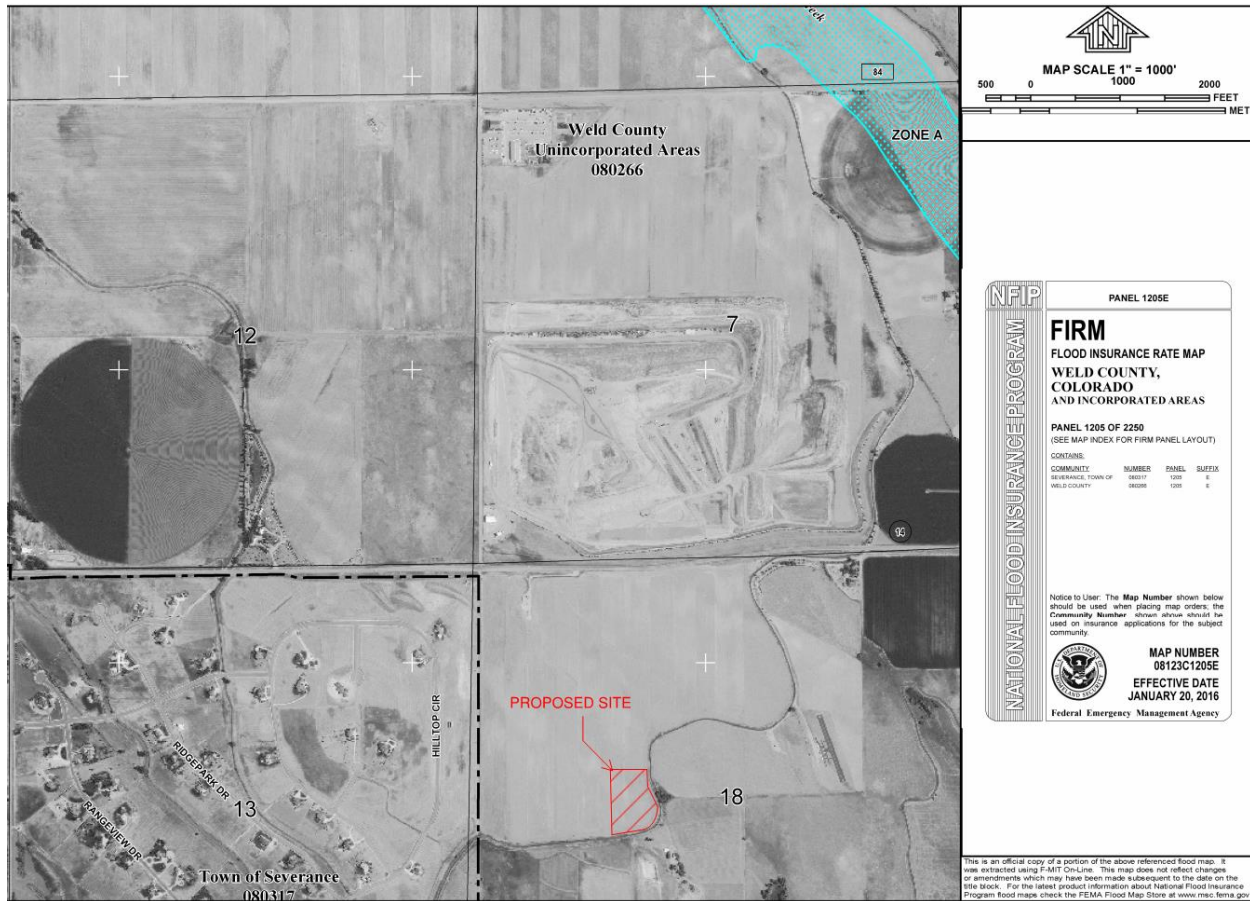 reek
84
ZONE A
Weld County
Unincorporated Areas
080266
12
7
14
PROPOSED SITE
HILLTOP CIR
RIDGEPARK DR
RANGEVIEW DR
13
18
Town of Severance
080317
MAP SCALE 1" = 1000'
500 0 1000 2000
FEET
MET
NFIP
NATIONAL FLOOD INSURANCE PROGRAM
PANEL 1205E
FIRM
FLOOD INSURANCE RATE MAP
WELD COUNTY,
COLORADO
AND INCORPORATED AREAS
PANEL 1205 OF 2250
(SEE MAP INDEX FOR FIRM PANEL LAYOUT)
CONTAINS:
COMMUNITY NUMBER PANEL SUFFIX
SEVERANCE, TOWN OF 080317 1205 E
WELD COUNTY 080266 1205 E
Notice to User: The Map Number shown below
should be used when placing map orders; the
Community Number shown above should be
used on insurance applications for the subject
community.
U.S. DEPARTMENT OF HOMELAND SECURITY
MAP NUMBER
08123C1205E
EFFECTIVE DATE
JANUARY 20, 2016
Federal Emergency Management Agency
This is an official copy of a portion of the above referenced flood map. It
was extracted using F-MIT On-Line. This map does not reflect changes
or amendments which may have been made subsequent to the date on the
title block. For the latest product information about National Flood Insurance
Program flood maps check the FEMA Flood Map Store at www.msc.fema.gov